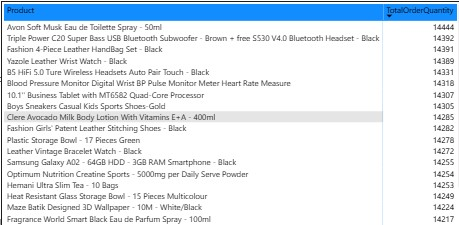 Product TotalOrderQuantity
Avon Soft Musk Eau de Toilette Spray - 50ml 14444
Triple Power C20 Super Bass USB Bluetooth Subwoofer - Brown + free S530 V4.0 Bluetooth Headset - Black 14392
Fashion 4-Piece Leather HandBag Set - Black 14391
Yazole Leather Wrist Watch - Black 14389
BS HiFi 5.0 Ture Wireless Headsets Auto Pair Touch - Black 14331
Blood Pressure Monitor Digital Wrist BP Pulse Monitor Meter Heart Rate Measure 14318
10.1'' Business Tablet with MT6582 Quad-Core Processor 14307
Boys Sneakers Casual Kids Sports Shoes-Gold 14305
Clere Avocado Milk Body Lotion With Vitamins E+A - 400ml 14285
Fashion Girls' Patent Leather Stitching Shoes - Black 14282
Plastic Storage Bowl - 17 Pieces Green 14278
Leather Vintage Bracelet Watch - Black 14272
Samsung Galaxy A02 - 64GB HDD - 3GB RAM Smartphone - Black 14255
Optimum Nutrition Creatine Sports - 5000mg per Daily Serve Powder 14254
Hemani Ultra Slim Tea - 10 Bags 14253
Heat Resistant Glass Storage Bowl - 15 Pieces Multicolour 14249
Maze Batik Designed 3D Wallpaper - 10M - White/Black 14224
Fragrance World Smart Black Eau de Parfum Spray - 100ml 14217